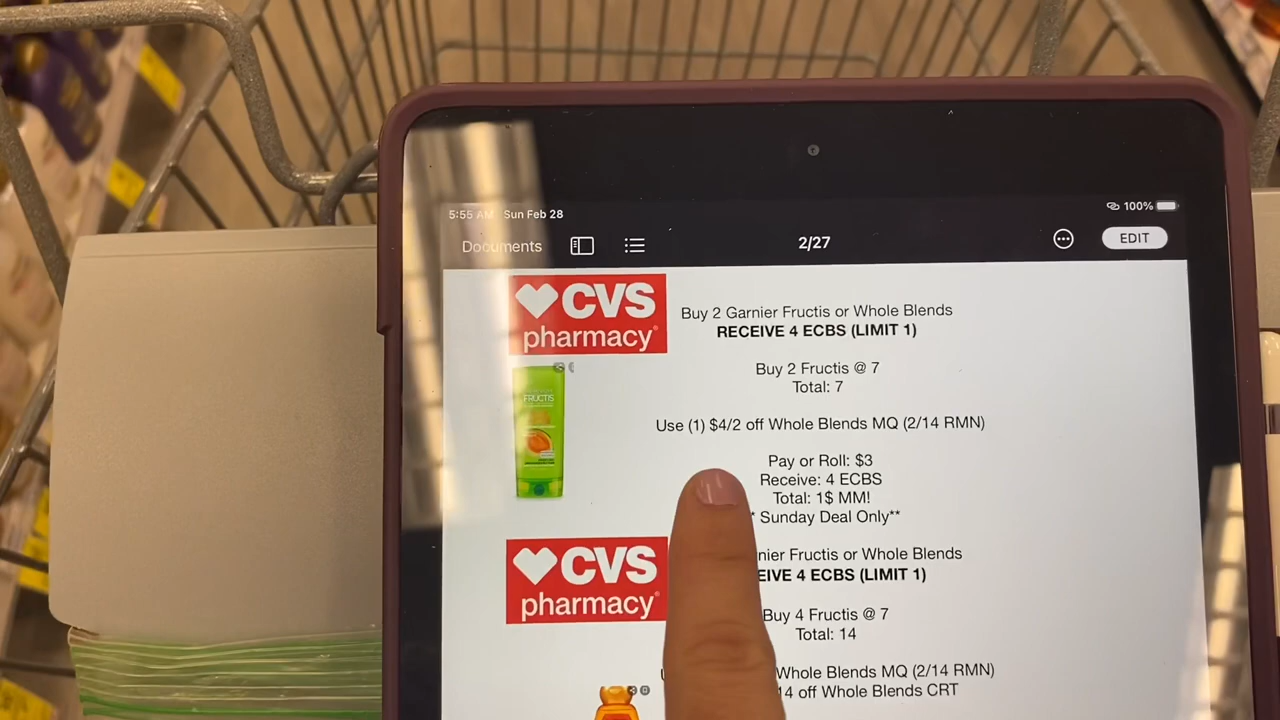 5:55 AM Sun Feb 28
100%
Documents
2/27
EDIT
CVS
pharmacy
Buy 2 Garnier Fructis or Whole Blends
RECEIVE 4 ECBS (LIMIT 1)
Buy 2 Fructis @ 7
Total: 7
FRUCTIS
Use (1) $4/2 off Whole Blends MQ (2/14 RMN)
Pay or Roll: $3
Receive: 4 ECBS
Total: 1$ MM!
* Sunday Deal Only**
CVS
pharmacy
nier Fructis or Whole Blends
EIVE 4 ECBS (LIMIT 1)
Buy 4 Fructis @ 7
Total: 14
Whole Blends MQ (2/14 RMN)
14 off Whole Blends CRT